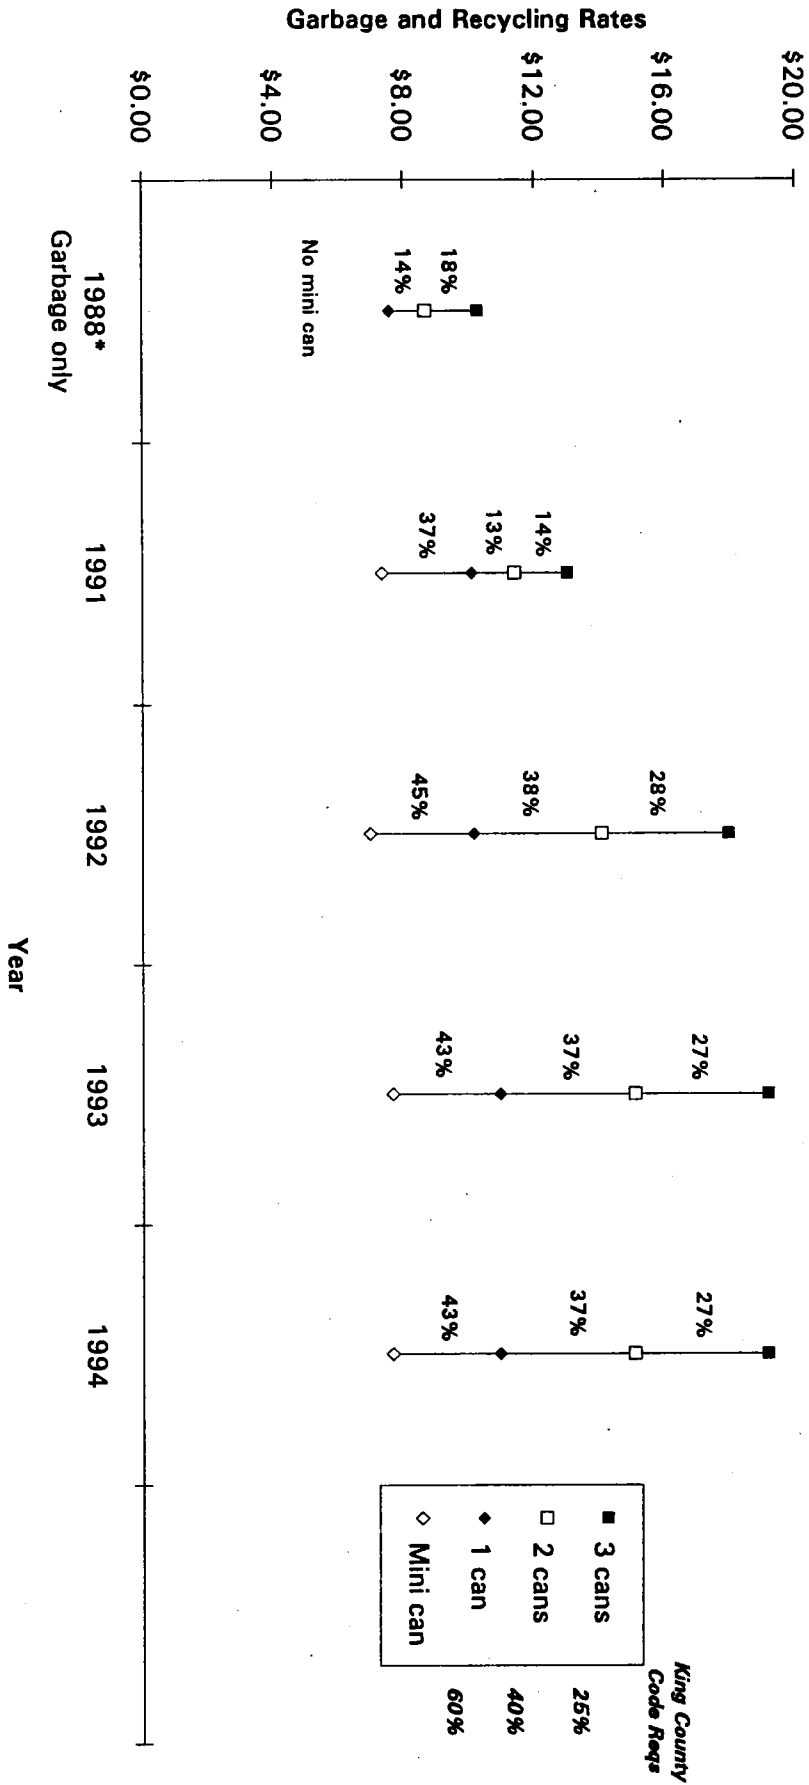 Garbage and Recycling Rates
$20.00
$16.00
$12.00
$8.00
$4.00
$0.00
18%
14%
No mini can
14%
13%
37%
28%
38%
45%
27%
37%
43%
27%
37%
43%
1988*
Garbage only
1991
1992
1993
1994
Year
3 cans
2 cans
1 can
Mini can
King County
Code Reqs
25%
40%
60%